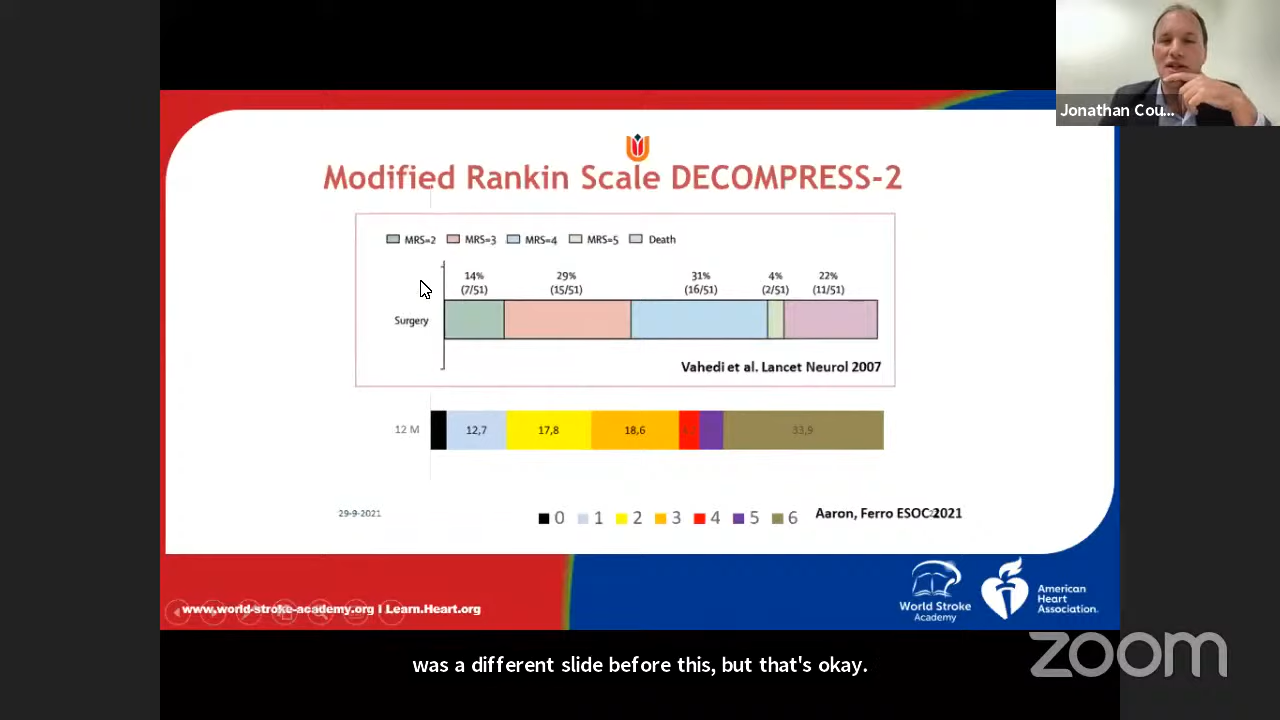 Jonathan Cou...
Modified Rankin Scale DECOMPRESS-2
MRS=2 MRS=3 MRS=4 MRS=5 Death
14% 29% 31% 4% 22%
(7/51) (15/51) (16/51) (2/51) (11/51)
Surgery
Vahedi et al. Lancet Neurol 2007
12 M 12,7 17,8 18,6 33,9
29-9-2021
0 1 2 3 4 5 6
Aaron, Ferro ESOC 2021
www.world-stroke-academy.org I Learn.Heart.org
World Stroke
Academy
American
Heart
Association.
was a different slide before this, but that's okay.
zoom